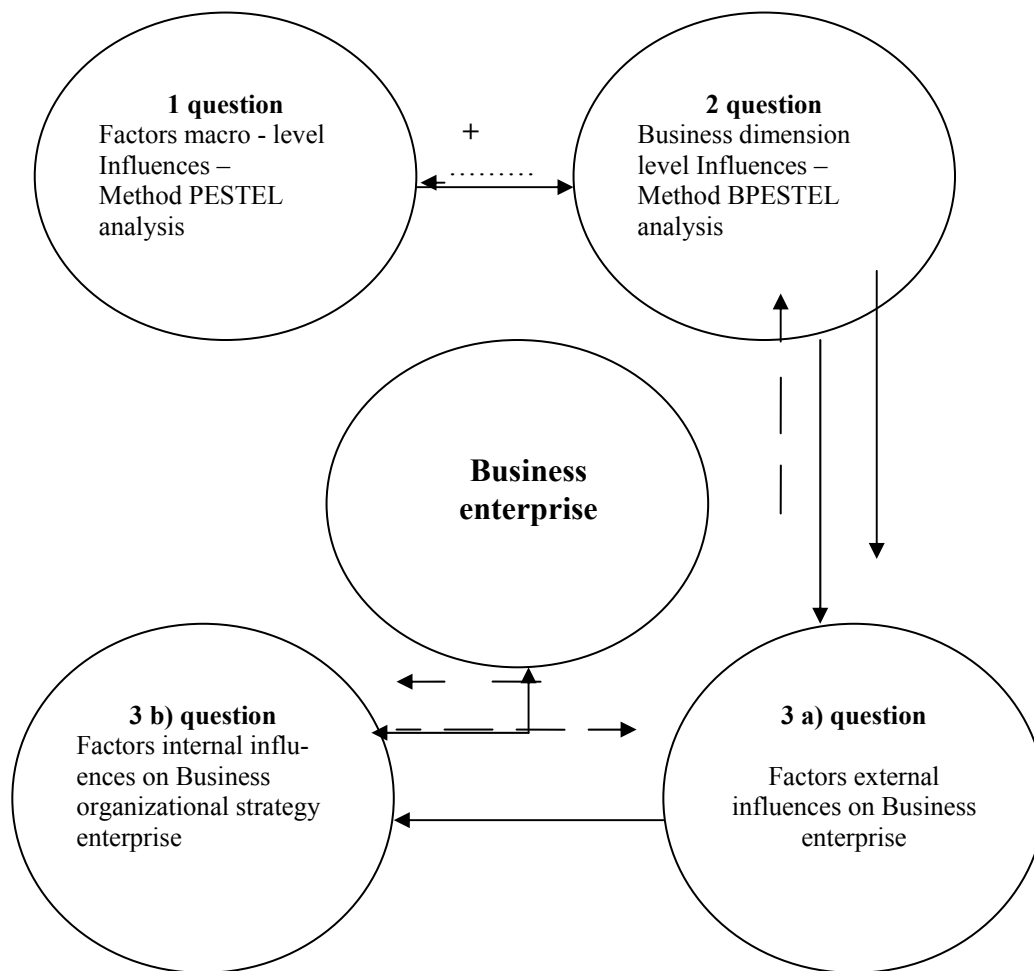 1 question
Factors macro - level
Influences –
Method PESTEL
analysis
+
2 question
Business dimension
level Influences –
Method BPESTEL
analysis
Business
enterprise
3 b) question
Factors internal influ-
ences on Business
organizational strategy
enterprise
3 a) question
Factors external
influences on Business
enterprise